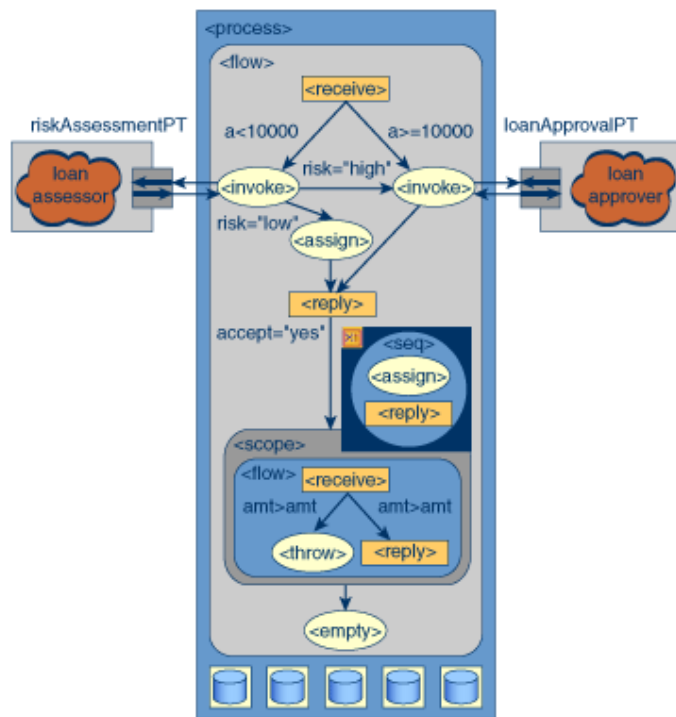 <process>
<flow>
<receive>
riskAssessmentPT
a<10000
a>=10000
loanApprovalPT
loan
assessor
<invoke>
risk="high"
<invoke>
loan
approver
risk="low"
<assign>
<reply>
accept="yes"
<seq>
<assign>
<reply>
<scope>
<flow>
<receive>
amt>amt
amt>amt
<throw>
<reply>
<empty>